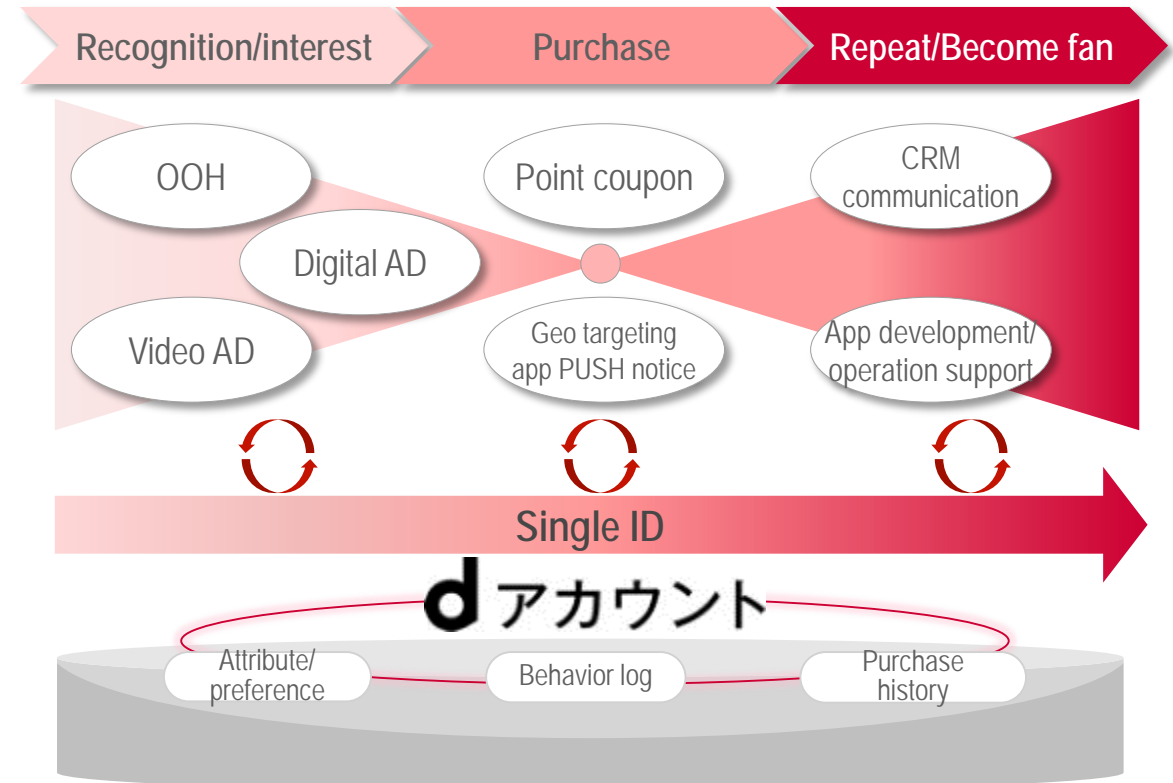 Recognition/interest
Purchase
Repeat/Become fan
OOH
Digital AD
Video AD
Point coupon
Geo targeting
app PUSH notice
CRM
communication
App development/
operation support
Single ID
dアカウント
Attribute/
preference
Behavior log
Purchase
history